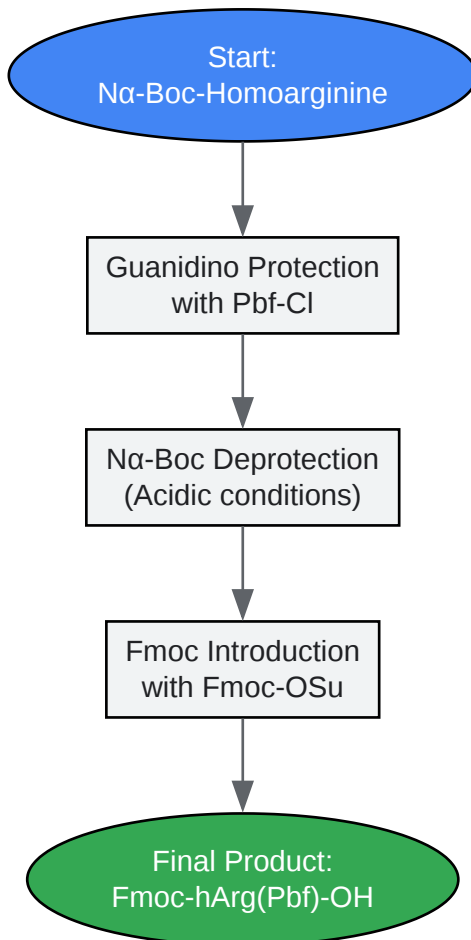 Start:
Nα-Boc-Homoarginine
Guanidino Protection
with Pbf-Cl
Nα-Boc Deprotection
(Acidic conditions)
Fmoc Introduction
with Fmoc-OSu
Final Product:
Fmoc-hArg(Pbf)-OH